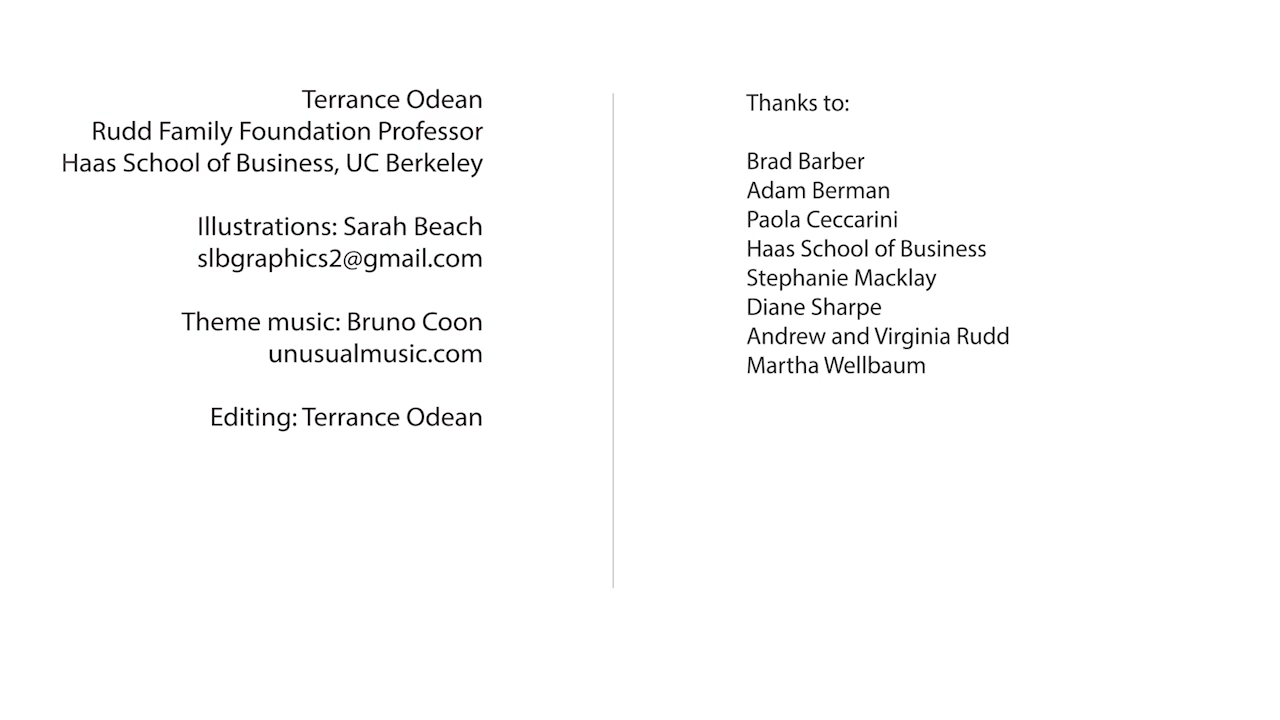 Terrance Odean
Rudd Family Foundation Professor
Haas School of Business, UC Berkeley
Illustrations: Sarah Beach
slbgraphics2@gmail.com
Theme music: Bruno Coon
unusualmusic.com
Editing: Terrance Odean
Thanks to:
Brad Barber
Adam Berman
Paola Ceccarini
Haas School of Business
Stephanie Macklay
Diane Sharpe
Andrew and Virginia Rudd
Martha Wellbaum